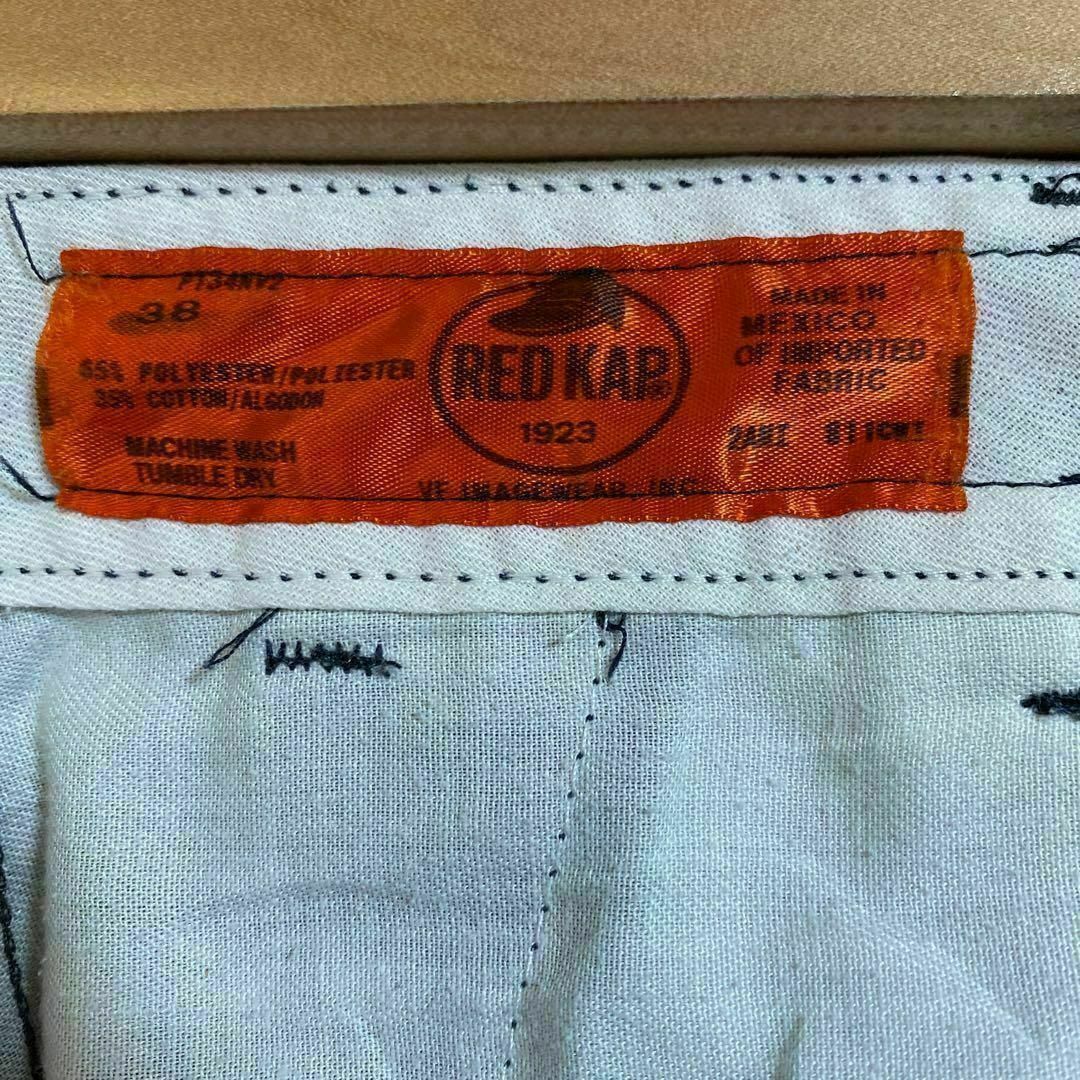 PT34NV2
38
65% POLYESTER/POLIESTER
35% COTTON/ALGODON
MACHINE WASH
TUMBLE DRY
RED KAP®
1923
VF IMAGEWEAR, INC.
MADE IN
MEXICO
OF IMPORTED
FABRIC